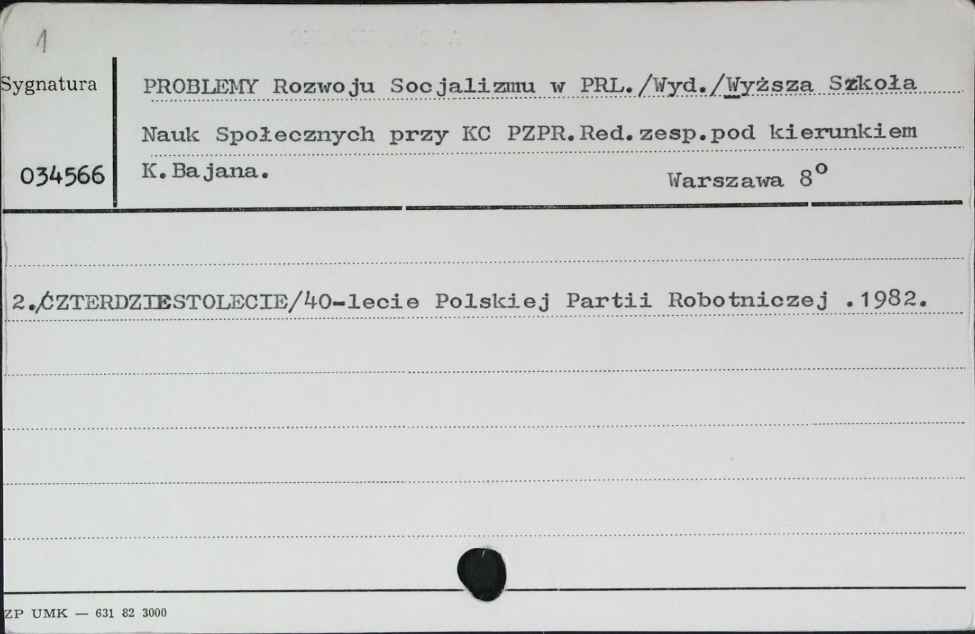 1
Sygnatura
PROBLEMY Rozwoju Socjalizmu w PRL./Wyd./Wyższa Szkoła
Nauk Społecznych przy KC PZPR.Red.zesp.pod kierunkiem
034566
K.Bajana.
Warszawa 8º
2./CZTERDZIESTOLECIE/40-lecie Polskiej Partii Robotniczej .1982.
ZP UMK — 631 82 3000